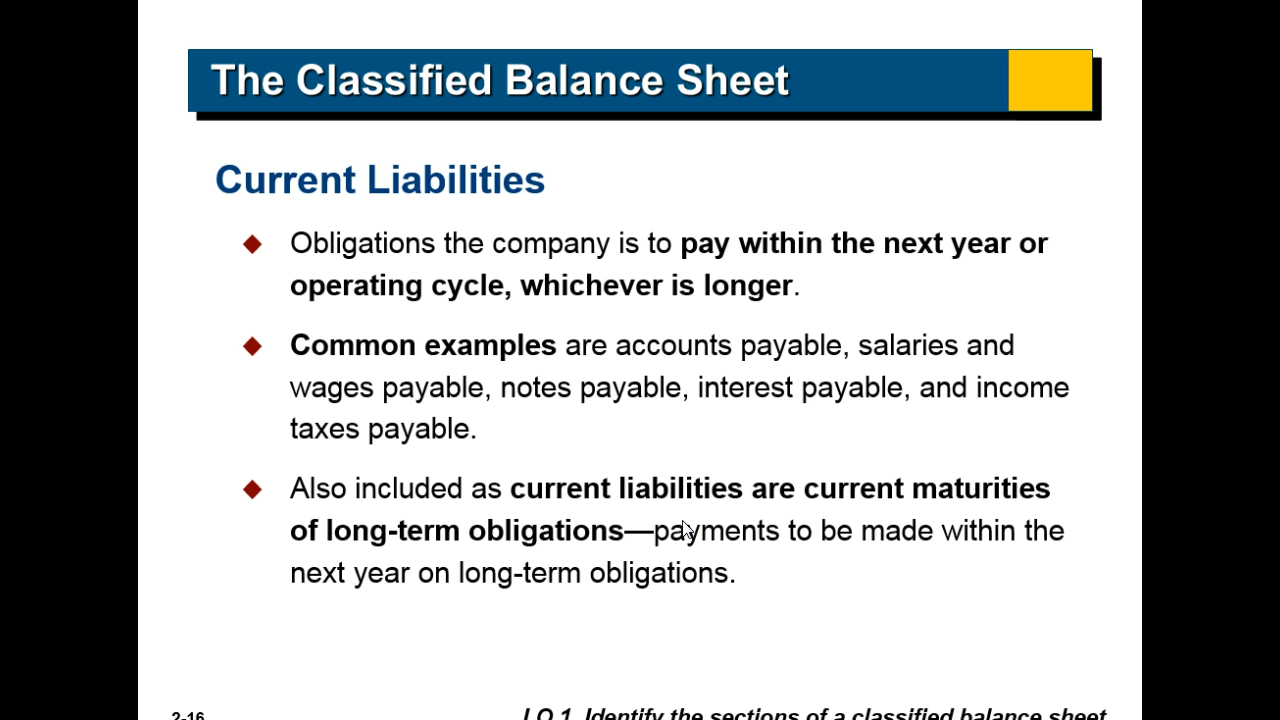 The Classified Balance Sheet
Current Liabilities
Obligations the company is to pay within the next year or
operating cycle, whichever is longer.
Common examples are accounts payable, salaries and
wages payable, notes payable, interest payable, and income
taxes payable.
Also included as current liabilities are current maturities
of long-term obligations—payments to be made within the
next year on long-term obligations.
2-16
LO 1 Identify the sections of a classified balance sheet